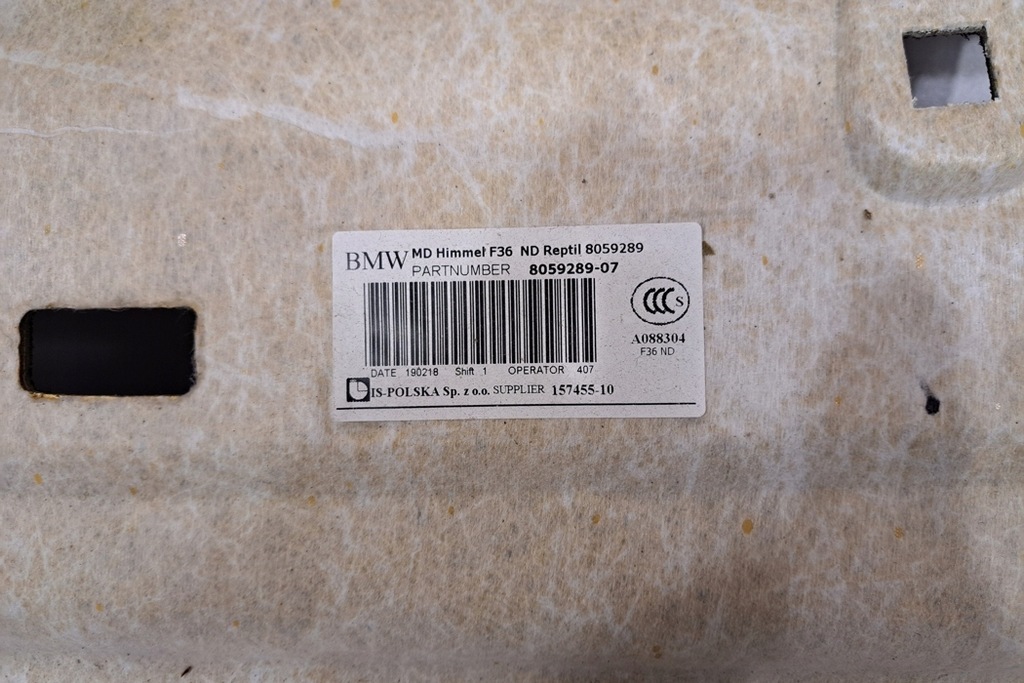 BMW MD Himmel F36 ND Reptil 8059289
PARTNUMBER 8059289-07
CCC S
A088304
F36 ND
DATE 190218 Shift 1 OPERATOR 407
IS-POLSKA Sp. z o.o. SUPPLIER 157455-10